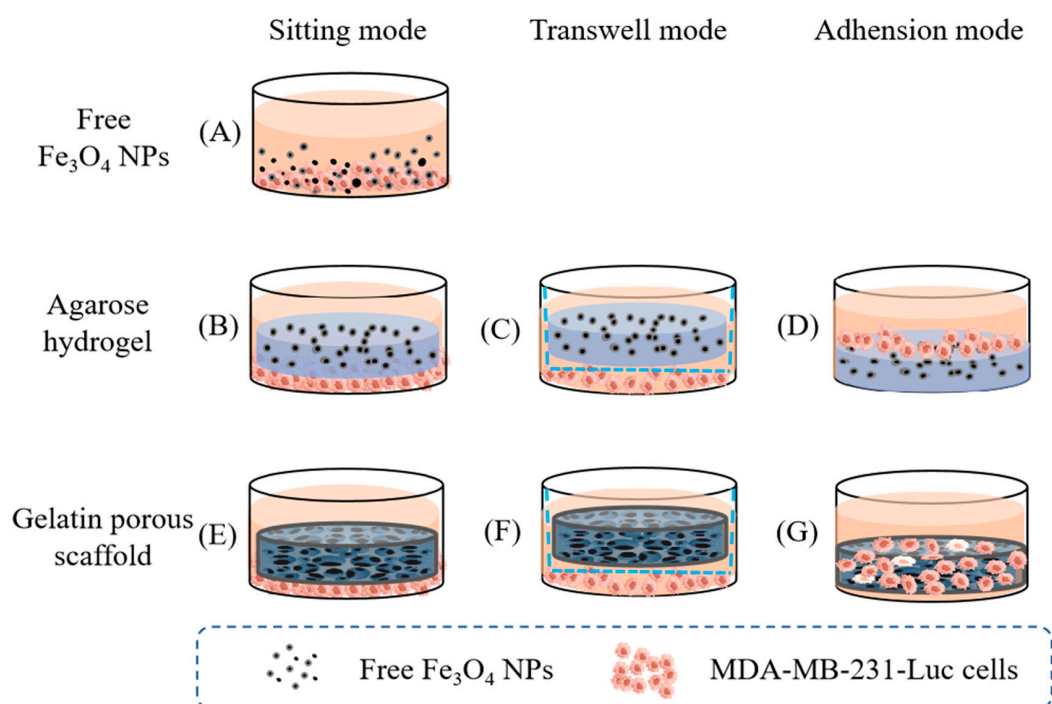 Sitting mode Transwell mode Adhension mode
Free
Fe₃O₄ NPs
(A)
Agarose
hydrogel
(B) (C) (D)
Gelatin porous
scaffold
(E) (F) (G)
Free Fe₃O₄ NPs MDA-MB-231-Luc cells